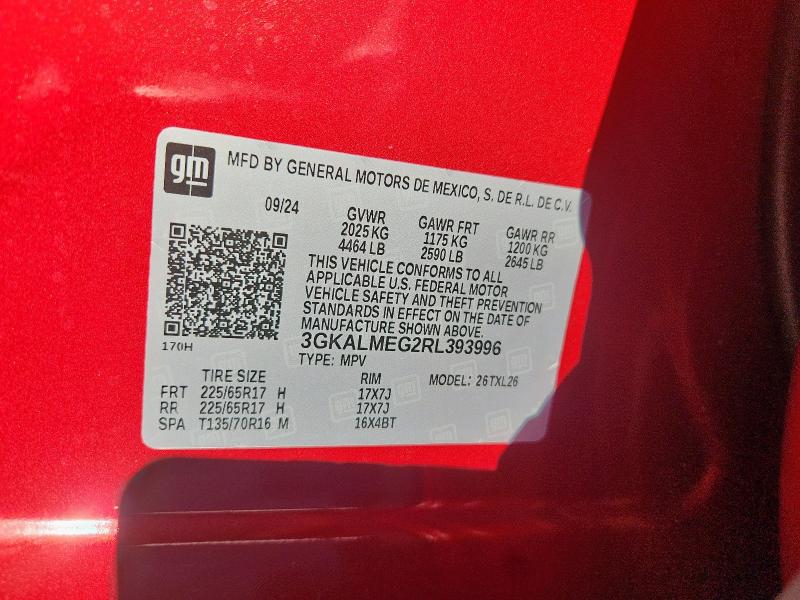 gm
MFD BY GENERAL MOTORS DE MEXICO, S. DE R.L. DE C.V.
09/24
GVWR GAWR FRT GAWR RR
2025 KG 1175 KG 1200 KG
4464 LB 2590 LB 2645 LB
THIS VEHICLE CONFORMS TO ALL
APPLICABLE U.S. FEDERAL MOTOR
VEHICLE SAFETY AND THEFT PREVENTION
STANDARDS IN EFFECT ON THE DATE OF
MANUFACTURE SHOWN ABOVE.
170H
3GKALMEG2RL393996
TYPE: MPV
TIRE SIZE RIM MODEL: 26TXL26
FRT 225/65R17 H 17X7J
RR 225/65R17 H 17X7J
SPA T135/70R16 M 16X4BT